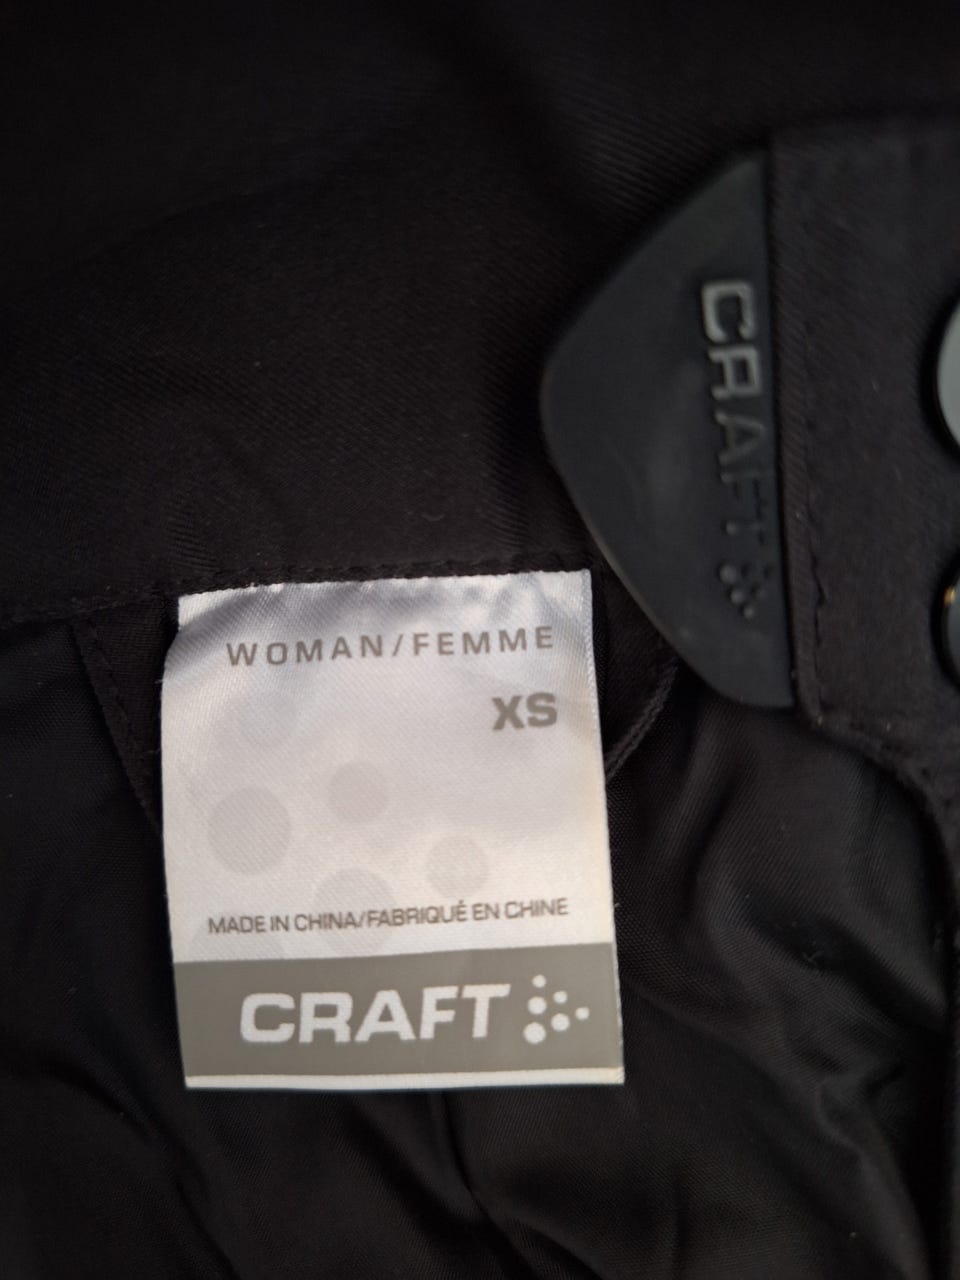 CRAFT
WOMAN/FEMME
XS
MADE IN CHINA/FABRIQUÉ EN CHINE
CRAFT